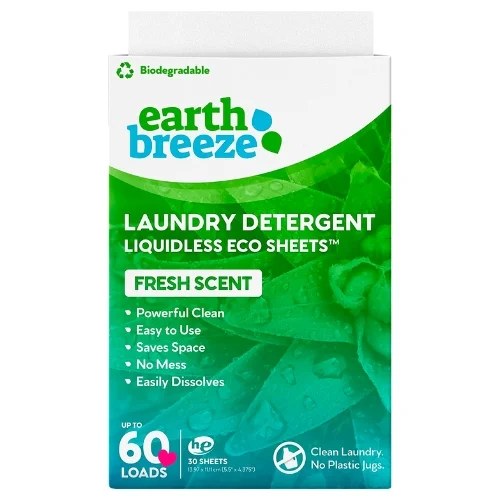 Biodegradable
earth
breeze
LAUNDRY DETERGENT
LIQUIDLESS ECO SHEETS™
FRESH SCENT
• Powerful Clean
• Easy to Use
• Saves Space
• No Mess
• Easily Dissolves
UP TO
60
LOADS
he
30 SHEETS
Clean Laundry.
No Plastic Jugs.